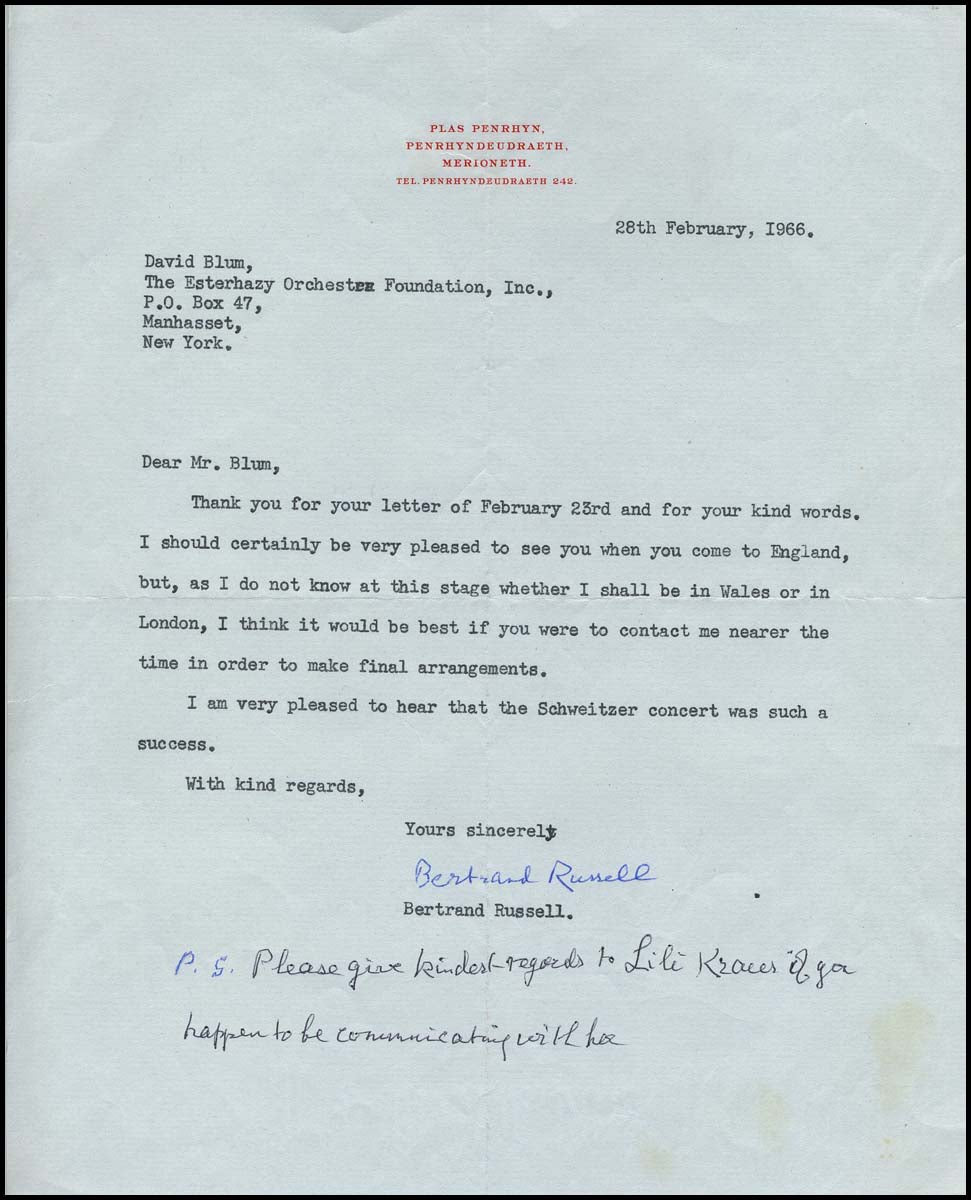 PLAS PENRHYN,
PENRHYNDEUDRAETH,
MERIONETH.
TEL. PENRHYNDEUDRAETH 242.
28th February, 1966.
David Blum,
The Esterhazy Orchestra Foundation, Inc.,
P.O. Box 47,
Manhasset,
New York.
Dear Mr. Blum,
Thank you for your letter of February 23rd and for your kind words.
I should certainly be very pleased to see you when you come to England,
but, as I do not know at this stage whether I shall be in Wales or in
London, I think it would be best if you were to contact me nearer the
time in order to make final arrangements.
I am very pleased to hear that the Schweitzer concert was such a
success.
With kind regards,
Yours sincerely
Bertrand Russell
Bertrand Russell.
P. S. Please give kindest regards to Lili Kraus if you
happen to be communicating with her